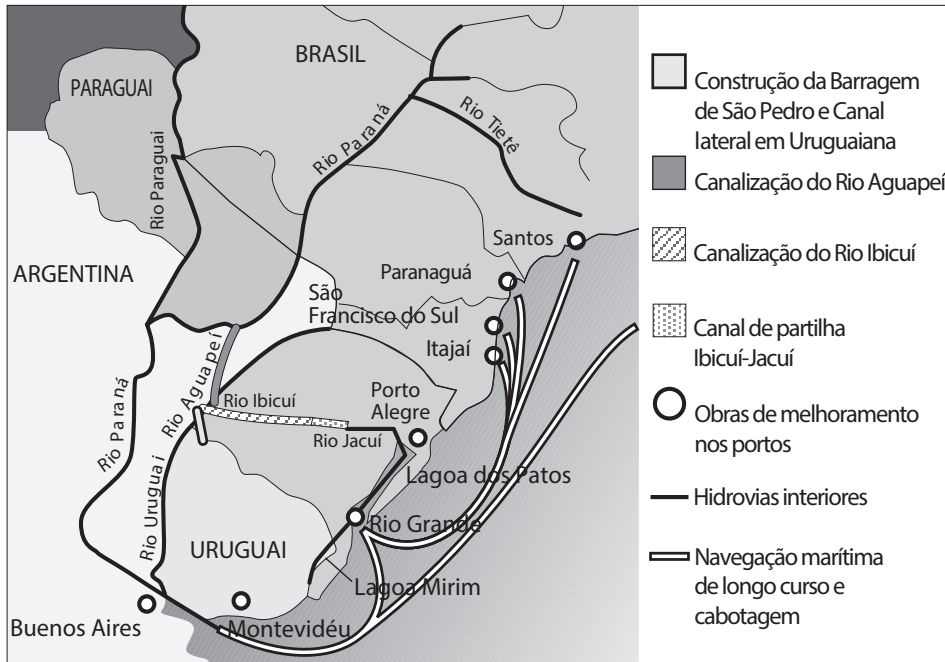 BRASIL
PARAGUAI
Rio Paraguai
Rio Paraná
Rio Tietê
ARGENTINA
Santos
Paranaguá
São
Francisco do Sul
Itajaí
Rio Aguapeí
Rio Ibicuí
Porto
Alegre
Rio Jacuí
Rio Paraná
Rio Uruguai
Lagoa dos Patos
Rio Grande
URUGUAI
Lagoa Mirim
Buenos Aires
Montevidéu
Construção da Barragem
de São Pedro e Canal
lateral em Uruguaiana
Canalização do Rio Aguapeí
Canalização do Rio Ibicuí
Canal de partilha
Ibicuí-Jacuí
Obras de melhoramento
nos portos
Hidrovias interiores
Navegação marítima
de longo curso e
cabotagem